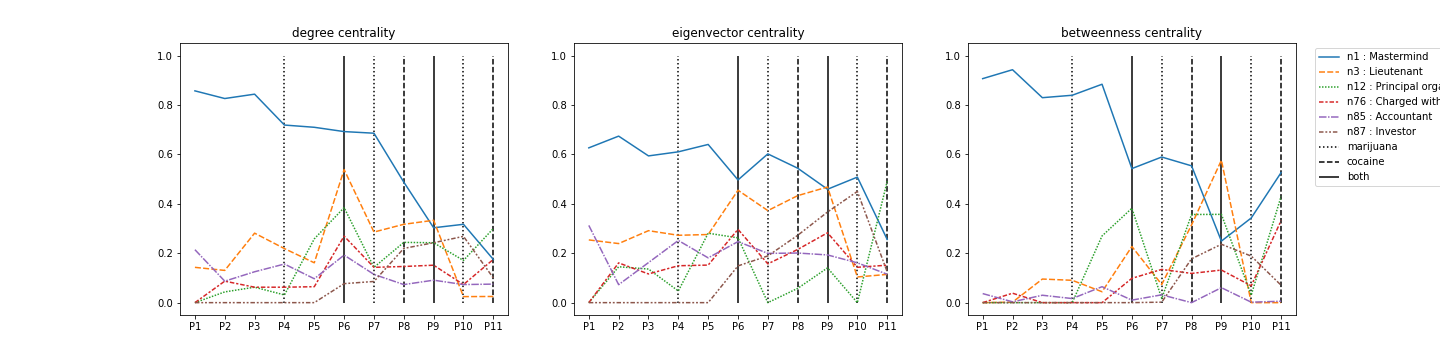 degree centrality
1.0
0.8
0.6
0.4
0.2
0.0
P1 P2 P3 P4 P5 P6 P7 P8 P9 P10 P11
eigenvector centrality
1.0
0.8
0.6
0.4
0.2
0.0
P1 P2 P3 P4 P5 P6 P7 P8 P9 P10 P11
betweenness centrality
1.0
0.8
0.6
0.4
0.2
0.0
P1 P2 P3 P4 P5 P6 P7 P8 P9 P10 P11
n1 : Mastermind
n3 : Lieutenant
n12 : Principal orga
n76 : Charged with
n85 : Accountant
n87 : Investor
marijuana
cocaine
both